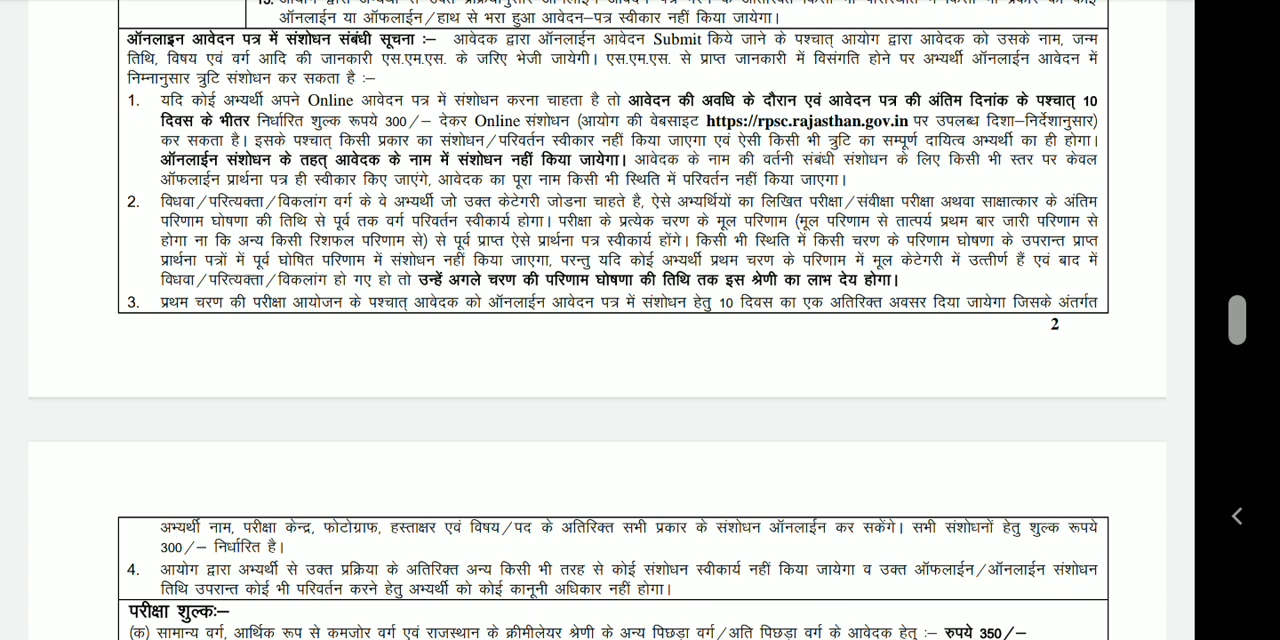 ऑनलाईन या ऑफलाईन/हाथ से भरा हुआ आवेदन–पत्र स्वीकार नहीं किया जायेगा।
ऑनलाइन आवेदन पत्र में संशोधन संबंधी सूचना :– आवेदक द्वारा ऑनलाईन आवेदन Submit किये जाने के पश्चात् आयोग द्वारा आवेदक को उसके नाम, जन्म
तिथि, विषय एवं वर्ग आदि की जानकारी एस.एम.एस. के जरिए भेजी जायेगी। एस.एम.एस. से प्राप्त जानकारी में विसंगति होने पर अभ्यर्थी ऑनलाईन आवेदन में
निम्नानुसार त्रुटि संशोधन कर सकता है :–
1. यदि कोई अभ्यर्थी अपने Online आवेदन पत्र में संशोधन करना चाहता है तो आवेदन की अवधि के दौरान एवं आवेदन पत्र की अंतिम दिनांक के पश्चात् 10
दिवस के भीतर निर्धारित शुल्क रूपये 300/– देकर Online संशोधन (आयोग की वेबसाइट https://rpsc.rajasthan.gov.in पर उपलब्ध दिशा–निर्देशानुसार)
कर सकता है। इसके पश्चात् किसी प्रकार का संशोधन/परिवर्तन स्वीकार नहीं किया जाएगा एवं ऐसी किसी भी त्रुटि का सम्पूर्ण दायित्व अभ्यर्थी का ही होगा।
ऑनलाईन संशोधन के तहत् आवेदक के नाम में संशोधन नहीं किया जायेगा। आवेदक के नाम की वर्तनी संबंधी संशोधन के लिए किसी भी स्तर पर केवल
ऑफलाईन प्रार्थना पत्र ही स्वीकार किए जाएंगे, आवेदक का पूरा नाम किसी भी स्थिति में परिवर्तन नहीं किया जाएगा।
2. विधवा/परित्यक्ता/विकलांग वर्ग के वे अभ्यर्थी जो उक्त केटेगरी जोडना चाहते है, ऐसे अभ्यर्थियों का लिखित परीक्षा/संवीक्षा परीक्षा अथवा साक्षात्कार के अंतिम
परिणाम घोषणा की तिथि से पूर्व तक वर्ग परिवर्तन स्वीकार्य होगा। परीक्षा के प्रत्येक चरण के मूल परिणाम (मूल परिणाम से तात्पर्य प्रथम बार जारी परिणाम से
होगा ना कि अन्य किसी रिशफल परिणाम से) से पूर्व प्राप्त ऐसे प्रार्थना पत्र स्वीकार्य होंगे। किसी भी स्थिति में किसी चरण के परिणाम घोषणा के उपरान्त प्राप्त
प्रार्थना पत्रों में पूर्व घोषित परिणाम में संशोधन नहीं किया जाएगा, परन्तु यदि कोई अभ्यर्थी प्रथम चरण के परिणाम में मूल केटेगरी में उत्तीर्ण हैं एवं बाद में
विधवा/परित्यक्ता/विकलांग हो गए हो तो उन्हें अगले चरण की परिणाम घोषणा की तिथि तक इस श्रेणी का लाभ देय होगा।
3. प्रथम चरण की परीक्षा आयोजन के पश्चात् आवेदक को ऑनलाईन आवेदन पत्र में संशोधन हेतु 10 दिवस का एक अतिरिक्त अवसर दिया जायेगा जिसके अंतर्गत
2
अभ्यर्थी नाम, परीक्षा केन्द्र, फोटोग्राफ, हस्ताक्षर एवं विषय/पद के अतिरिक्त सभी प्रकार के संशोधन ऑनलाईन कर सकेंगे। सभी संशोधनों हेतु शुल्क रूपये
300/– निर्धारित है।
4. आयोग द्वारा अभ्यर्थी से उक्त प्रक्रिया के अतिरिक्त अन्य किसी भी तरह से कोई संशोधन स्वीकार्य नहीं किया जायेगा व उक्त ऑफलाईन/ऑनलाईन संशोधन
तिथि उपरान्त कोई भी परिवर्तन करने हेतु अभ्यर्थी को कोई कानूनी अधिकार नहीं होगा।
परीक्षा शुल्कः–
(क) सामान्य वर्ग, आर्थिक रूप से कमजोर वर्ग एवं राजस्थान के क्रीमीलेयर श्रेणी के अन्य पिछड़ा वर्ग/अति पिछड़ा वर्ग के आवेदक हेतु :– रुपये 350/–